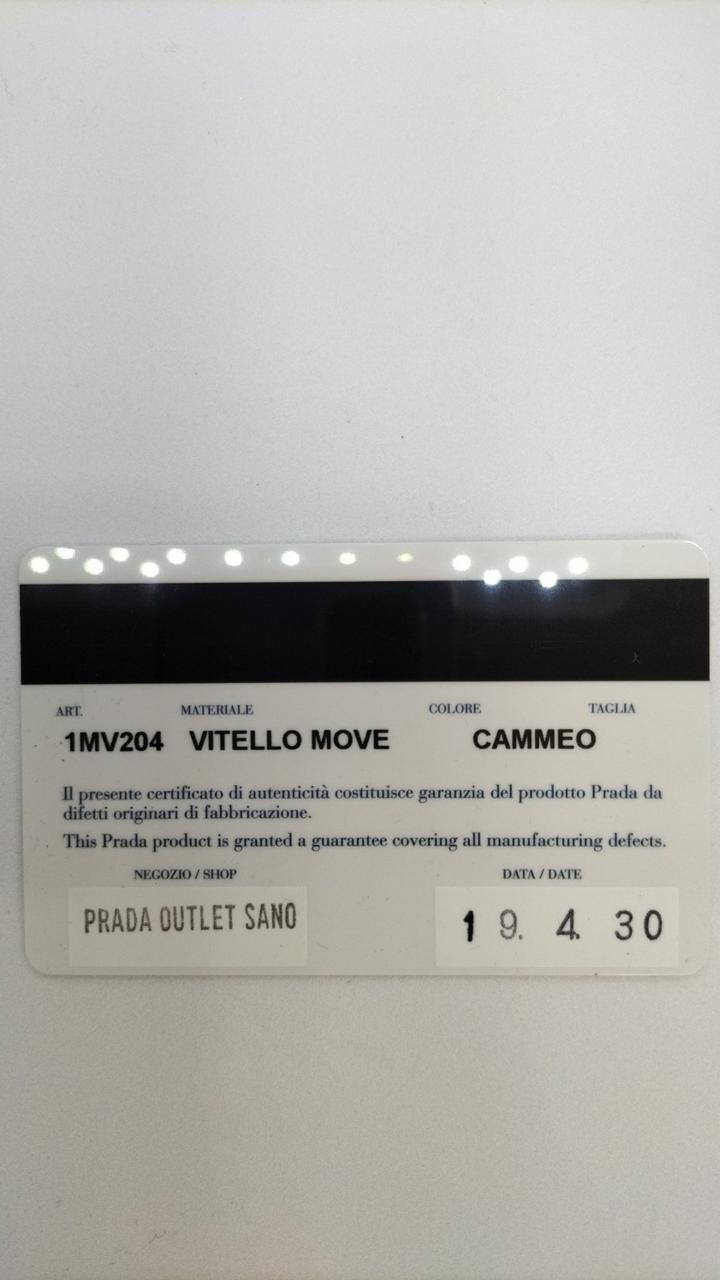 ART. MATERIALE COLORE TAGLIA
1MV204 VITELLO MOVE CAMMEO
Il presente certificato di autenticità costituisce garanzia del prodotto Prada da
difetti originari di fabbricazione.
This Prada product is granted a guarantee covering all manufacturing defects.
NEGOZIO / SHOP DATA / DATE
PRADA OUTLET SANO 19. 4. 30